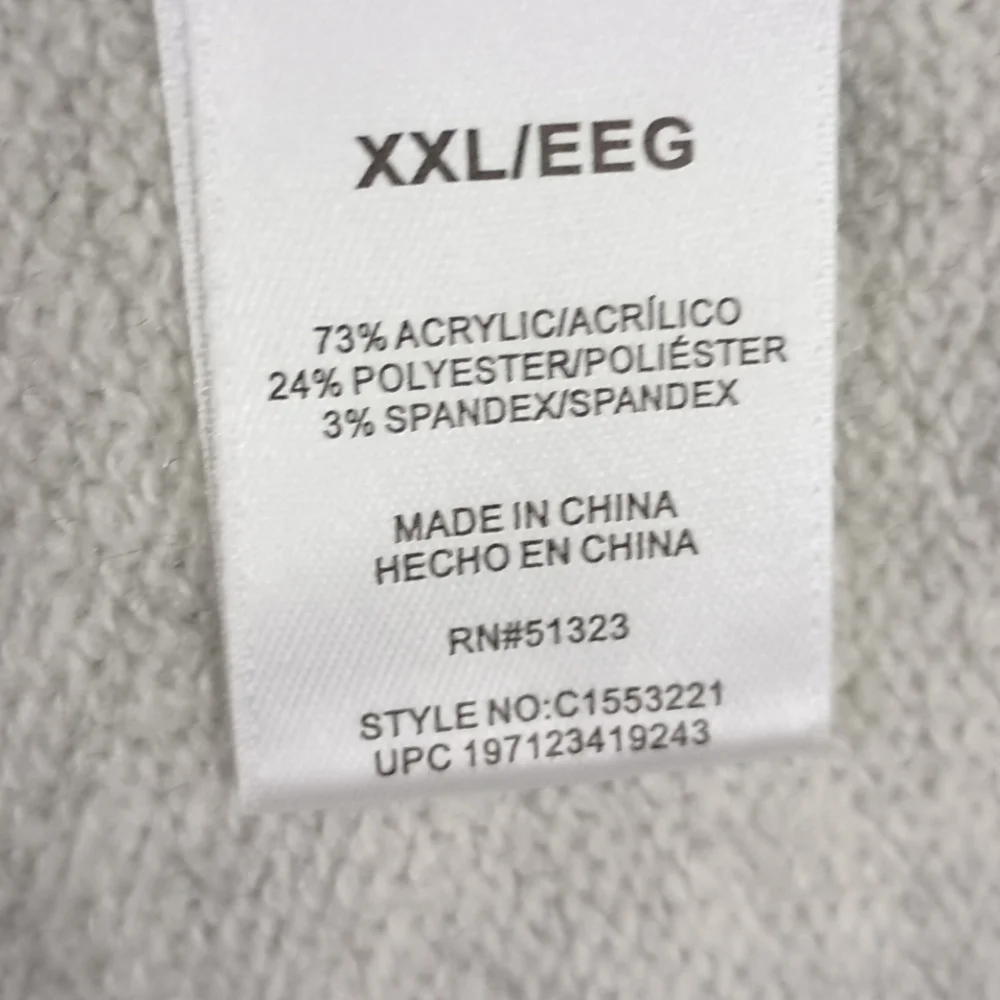 XXL/EEG
73% ACRYLIC/ACRÍLICO
24% POLYESTER/POLIÉSTER
3% SPANDEX/SPANDEX
MADE IN CHINA
HECHO EN CHINA
RN#51323
STYLE NO:C1553221
UPC 197123419243